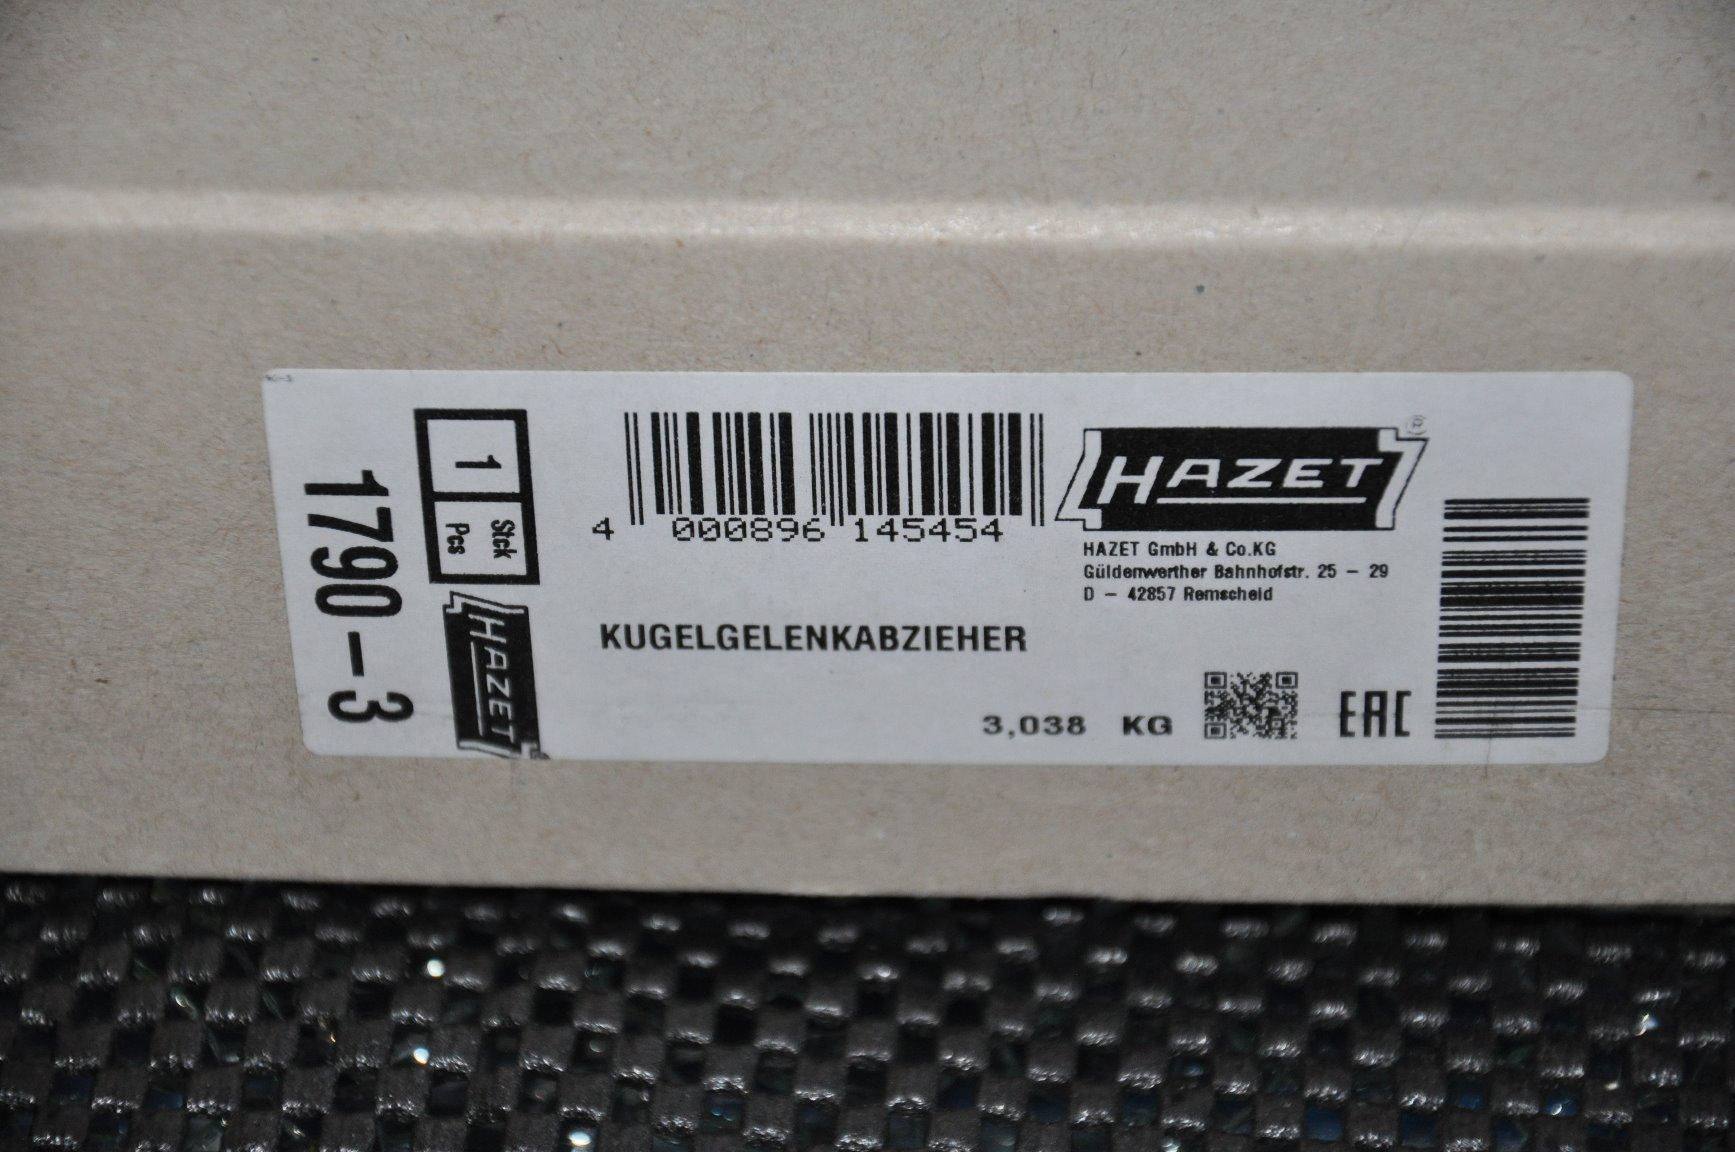 1790-3
1
Stck
Pcs
HAZET
4 000896 145454
KUGELGELENKABZIEHER
3,038 KG
HAZET
®
HAZET GmbH & Co.KG
Güldenwerther Bahnhofstr. 25 - 29
D - 42857 Remscheid
EAC